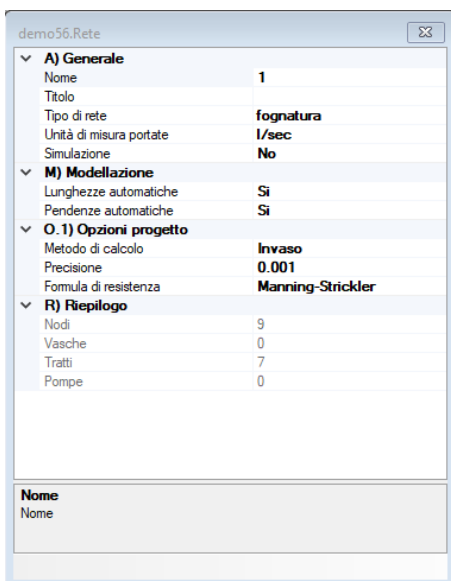 demo56.Rete
A) Generale
Nome 1
Titolo
Tipo di rete fognatura
Unità di misura portate l/sec
Simulazione No
M) Modellazione
Lunghezze automatiche Si
Pendenze automatiche Si
O.1) Opzioni progetto
Metodo di calcolo Invaso
Precisione 0.001
Formula di resistenza Manning-Strickler
R) Riepilogo
Nodi 9
Vasche 0
Tratti 7
Pompe 0
Nome
Nome